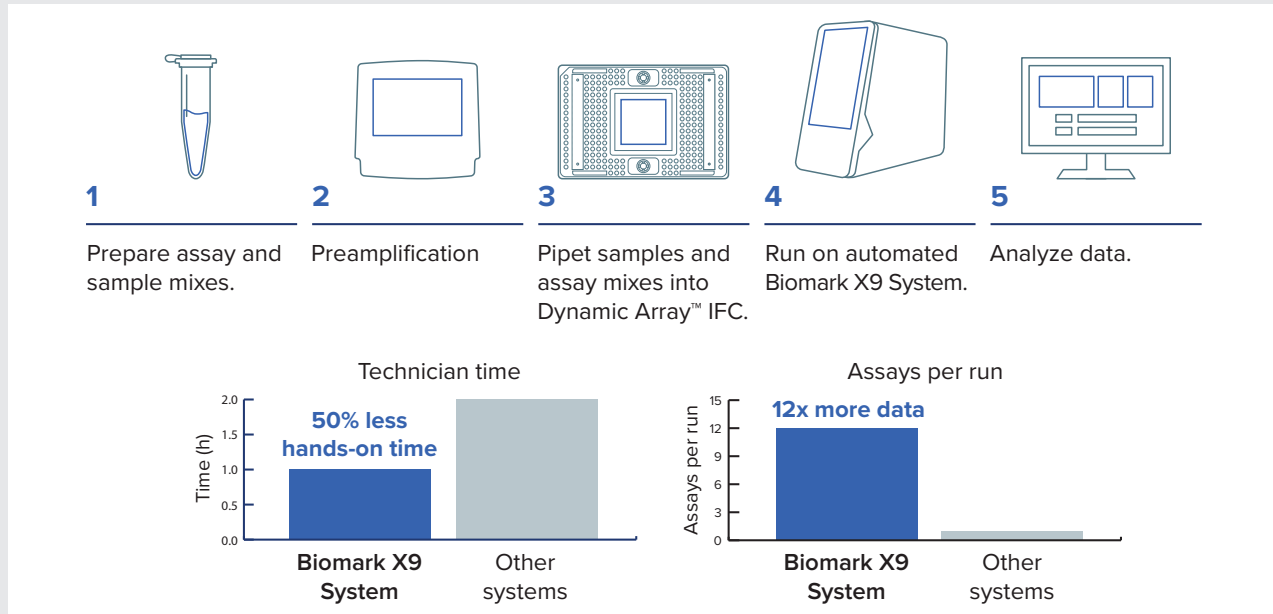 1
2
3
4
5
Prepare assay and
sample mixes.
Preamplification
Pipet samples and
assay mixes into
Dynamic Array™ IFC.
Run on automated
Biomark X9 System.
Analyze data.
Technician time
Time (h)
2.0
1.5
1.0
0.5
0.0
50% less
hands-on time
Biomark X9
System
Other
systems
Assays per run
Assays per run
15
12
9
6
3
0
12x more data
Biomark X9
System
Other
systems